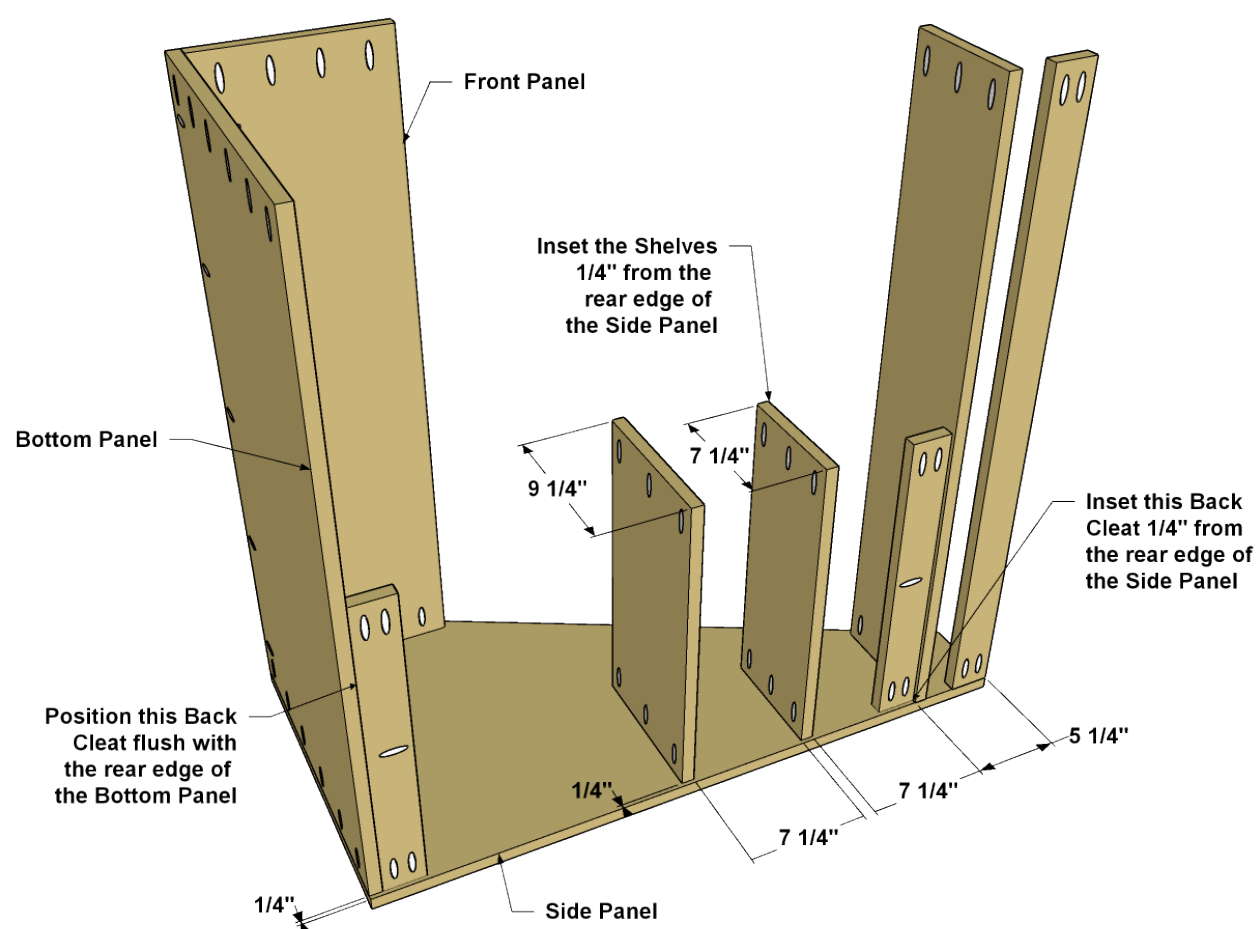 Front Panel
Inset the Shelves
1/4" from the
rear edge of
the Side Panel
Bottom Panel
9 1/4"
7 1/4"
Inset this Back
Cleat 1/4" from
the rear edge of
the Side Panel
Position this Back
Cleat flush with
the rear edge of
the Bottom Panel
5 1/4"
7 1/4"
1/4"
7 1/4"
1/4"
Side Panel